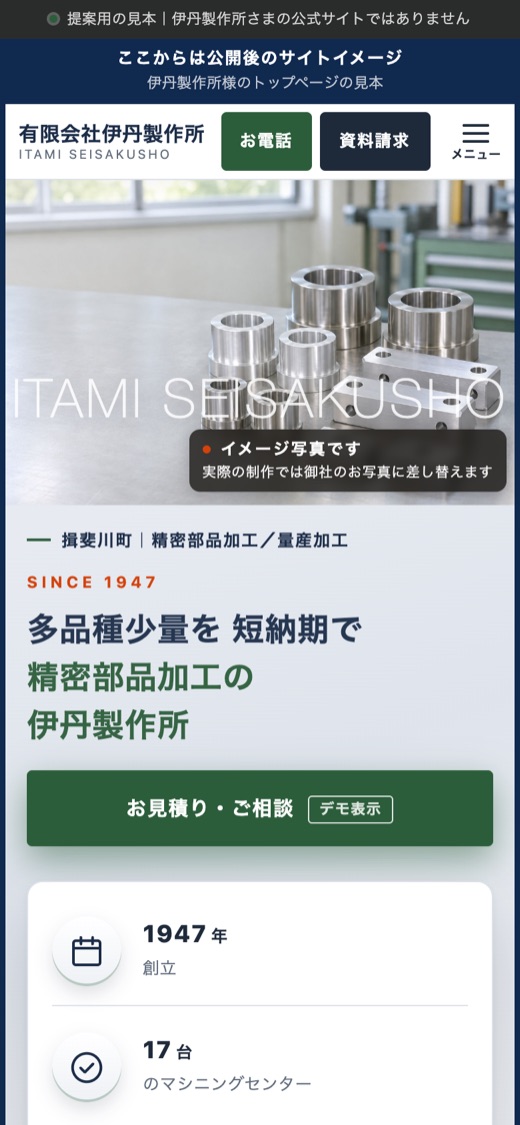 提案用の見本｜伊丹製作所さまの公式サイトではありません
ここからは公開後のサイトイメージ
伊丹製作所様のトップページの見本
有限会社伊丹製作所
ITAMI SEISAKUSHO
お電話
資料請求
メニュー
ITAMI SEISAKUSHO
イメージ写真です
実際の制作では御社のお写真に差し替えます
揖斐川町｜精密部品加工／量産加工
SINCE 1947
多品種少量を 短納期で
精密部品加工の
伊丹製作所
お見積り・ご相談 デモ表示
1947 年
創立
17 台
のマシニングセンター